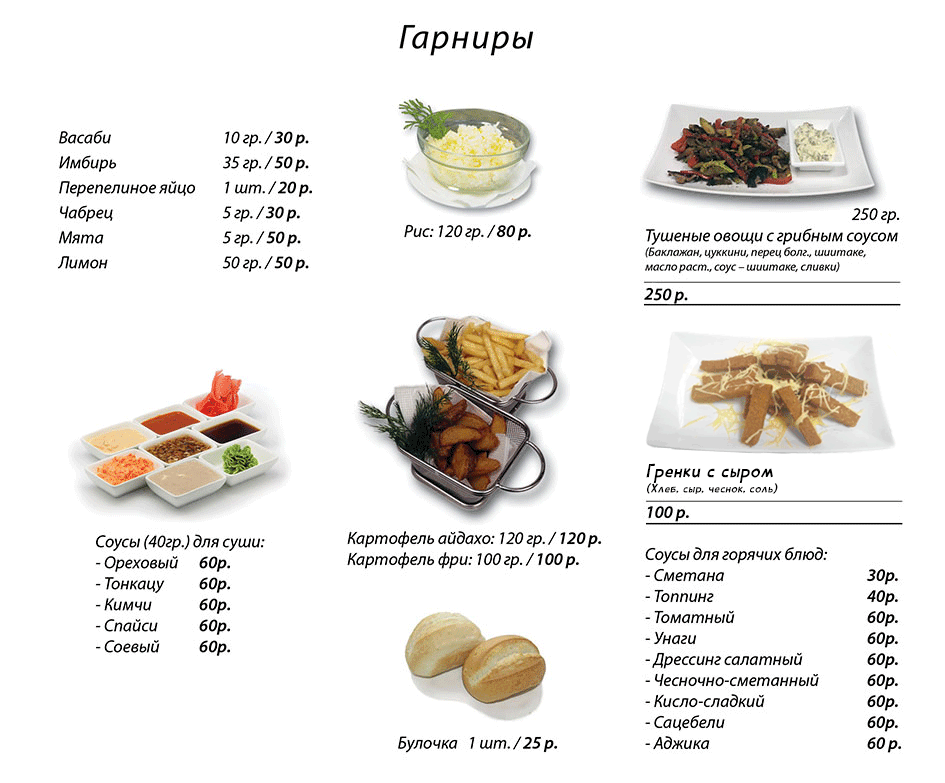 Гарниры
Васаби 10 гр. / 30 р.
Имбирь 35 гр. / 50 р.
Перепелиное яйцо 1 шт. / 20 р.
Чабрец 5 гр. / 30 р.
Мята 5 гр. / 50 р.
Лимон 50 гр. / 50 р.
Рис: 120 гр. / 80 р.
250 гр.
Тушеные овощи с грибным соусом
(Баклажан, цуккини, перец болг., шиитаке,
масло раст., соус – шиитаке, сливки)
250 р.
Соусы (40гр.) для суши:
- Ореховый 60р.
- Тонкацу 60р.
- Кимчи 60р.
- Спайси 60р.
- Соевый 60р.
Картофель айдахо: 120 гр. / 120 р.
Картофель фри: 100 гр. / 100 р.
Булочка 1 шт. / 25 р.
Гренки с сыром
(Хлеб, сыр, чеснок, соль)
100 р.
Соусы для горячих блюд:
- Сметана 30р.
- Топпинг 40р.
- Томатный 60р.
- Унаги 60р.
- Дрессинг салатный 60р.
- Чесночно-сметанный 60р.
- Кисло-сладкий 60р.
- Сацебели 60р.
- Аджика 60 р.